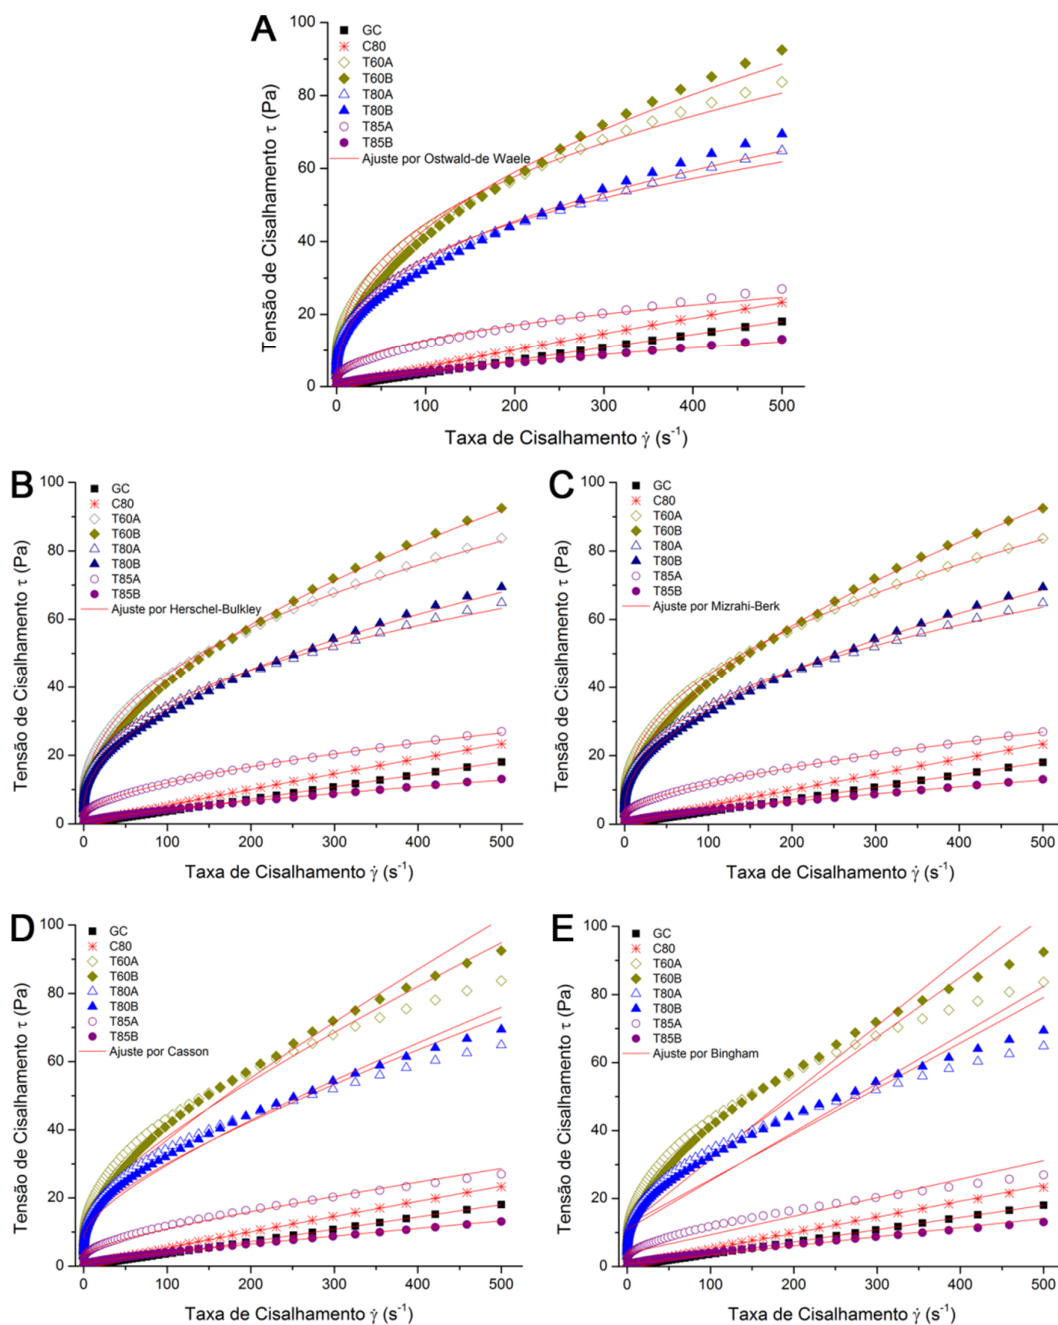 A
GC
C80
T60A
T60B
T80A
T80B
T85A
T85B
Ajuste por Ostwald-de Waele
Tensão de Cisalhamento τ (Pa)
100
80
60
40
20
0
0 100 200 300 400 500
Taxa de Cisalhamento γ̇ (s⁻¹)
B
GC
C80
T60A
T60B
T80A
T80B
T85A
T85B
Ajuste por Herschel-Bulkley
Tensão de Cisalhamento τ (Pa)
100
80
60
40
20
0
0 100 200 300 400 500
Taxa de Cisalhamento γ̇ (s⁻¹)
C
GC
C80
T60A
T60B
T80A
T80B
T85A
T85B
Ajuste por Mizrahi-Berk
Tensão de Cisalhamento τ (Pa)
100
80
60
40
20
0
0 100 200 300 400 500
Taxa de Cisalhamento γ̇ (s⁻¹)
D
GC
C80
T60A
T60B
T80A
T80B
T85A
T85B
Ajuste por Casson
Tensão de Cisalhamento τ (Pa)
100
80
60
40
20
0
0 100 200 300 400 500
Taxa de Cisalhamento γ̇ (s⁻¹)
E
GC
C80
T60A
T60B
T80A
T80B
T85A
T85B
Ajuste por Bingham
Tensão de Cisalhamento τ (Pa)
100
80
60
40
20
0
0 100 200 300 400 500
Taxa de Cisalhamento γ̇ (s⁻¹)